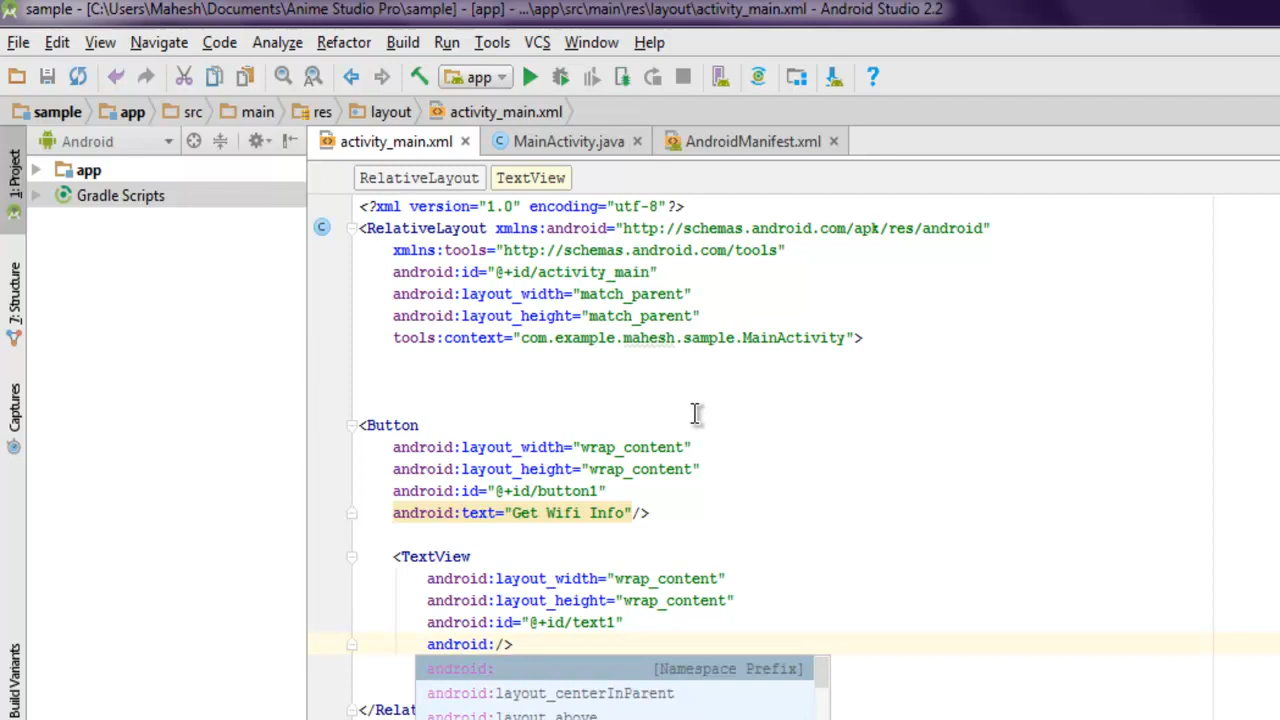 sample - [C:\Users\Mahesh\Documents\Anime Studio Pro\sample] - [app] - ...\app\src\main\res\layout\activity_main.xml - Android Studio 2.2
File Edit View Navigate Code Analyze Refactor Build Run Tools VCS Window Help
app
sample app src main res layout activity_main.xml
Android activity_main.xml MainActivity.java AndroidManifest.xml
1: Project
app
Gradle Scripts
7: Structure
Captures
Build Variants
RelativeLayout TextView
<?xml version="1.0" encoding="utf-8"?>
<RelativeLayout xmlns:android="http://schemas.android.com/apk/res/android"
xmlns:tools="http://schemas.android.com/tools"
android:id="@+id/activity_main"
android:layout_width="match_parent"
android:layout_height="match_parent"
tools:context="com.example.mahesh.sample.MainActivity">
<Button
android:layout_width="wrap_content"
android:layout_height="wrap_content"
android:id="@+id/button1"
android:text="Get Wifi Info"/>
<TextView
android:layout_width="wrap_content"
android:layout_height="wrap_content"
android:id="@+id/text1"
android:/>
android: [Namespace Prefix]
android:layout_centerInParent
android:layout_above
</Relat